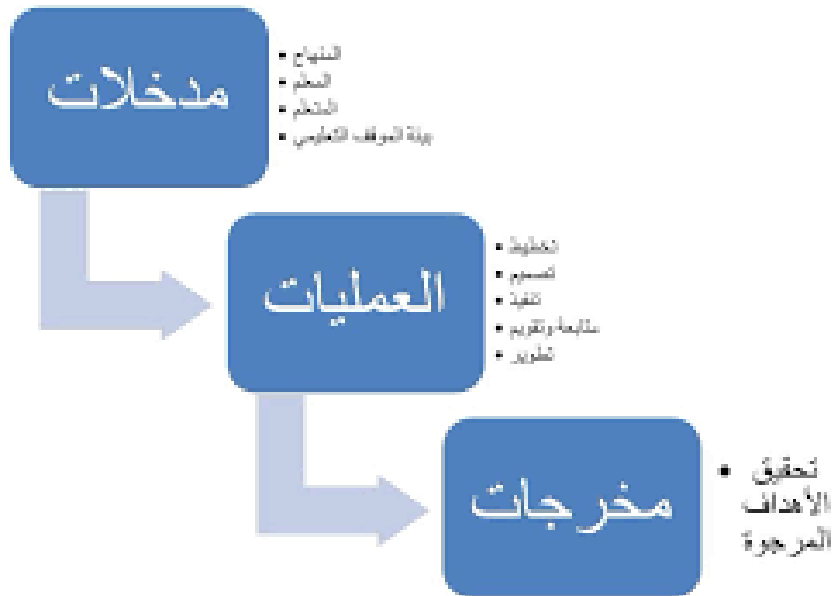 مدخلات
المنهاج
المعلم
المتعلم
بيئة الموقف التعليمي
العمليات
تخطيط
تصميم
تنفيذ
متابعة وتقويم
تطوير
مخرجات
تحقيق
الأهداف
المرجوة